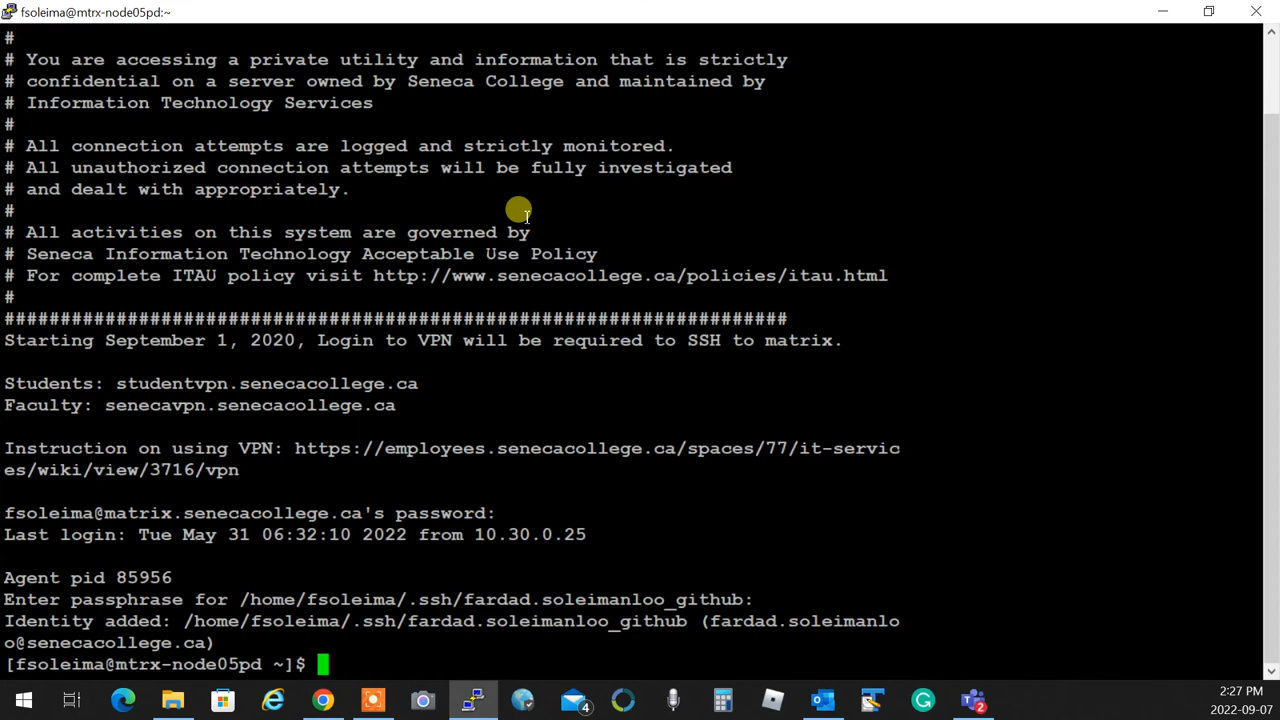 fsoleima@mtrx-node05pd:~
#
# You are accessing a private utility and information that is strictly
# confidential on a server owned by Seneca College and maintained by
# Information Technology Services
#
# All connection attempts are logged and strictly monitored.
# All unauthorized connection attempts will be fully investigated
# and dealt with appropriately.
#
# All activities on this system are governed by
# Seneca Information Technology Acceptable Use Policy
# For complete ITAU policy visit http://www.senecacollege.ca/policies/itau.html
#
######################################################################
Starting September 1, 2020, Login to VPN will be required to SSH to matrix.
Students: studentvpn.senecacollege.ca
Faculty: senecavpn.senecacollege.ca
Instruction on using VPN: https://employees.senecacollege.ca/spaces/77/it-servic
es/wiki/view/3716/vpn
fsoleima@matrix.senecacollege.ca's password:
Last login: Tue May 31 06:32:10 2022 from 10.30.0.25
Agent pid 85956
Enter passphrase for /home/fsoleima/.ssh/fardad.soleimanloo_github:
Identity added: /home/fsoleima/.ssh/fardad.soleimanloo_github (fardad.soleimanlo
o@senecacollege.ca)
[fsoleima@mtrx-node05pd ~]$
4
2
2:27 PM
2022-09-07